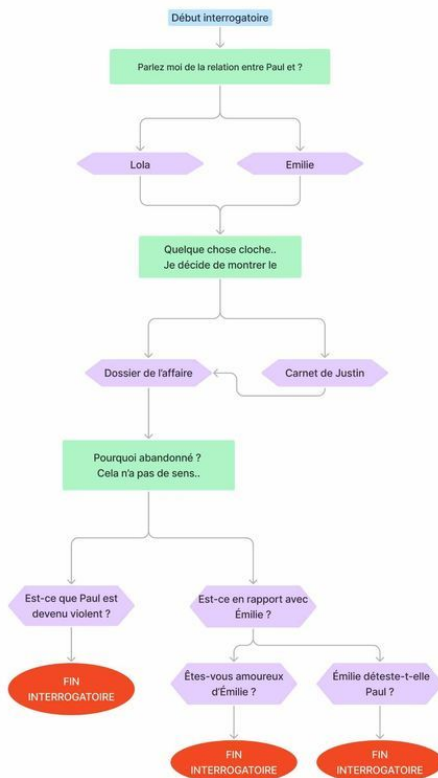 Début interrogatoire
Parlez moi de la relation entre Paul et ?
Lola
Emilie
Quelque chose cloche..
Je décide de montrer le
Dossier de l'affaire
Carnet de Justin
Pourquoi abandonné ?
Cela n'a pas de sens..
Est-ce que Paul est
devenu violent ?
Est-ce en rapport avec
Émilie ?
FIN
INTERROGATOIRE
Êtes-vous amoureux
d'Émilie ?
Émilie déteste-t-elle
Paul ?
FIN
INTERROGATOIRE
FIN
INTERROGATOIRE